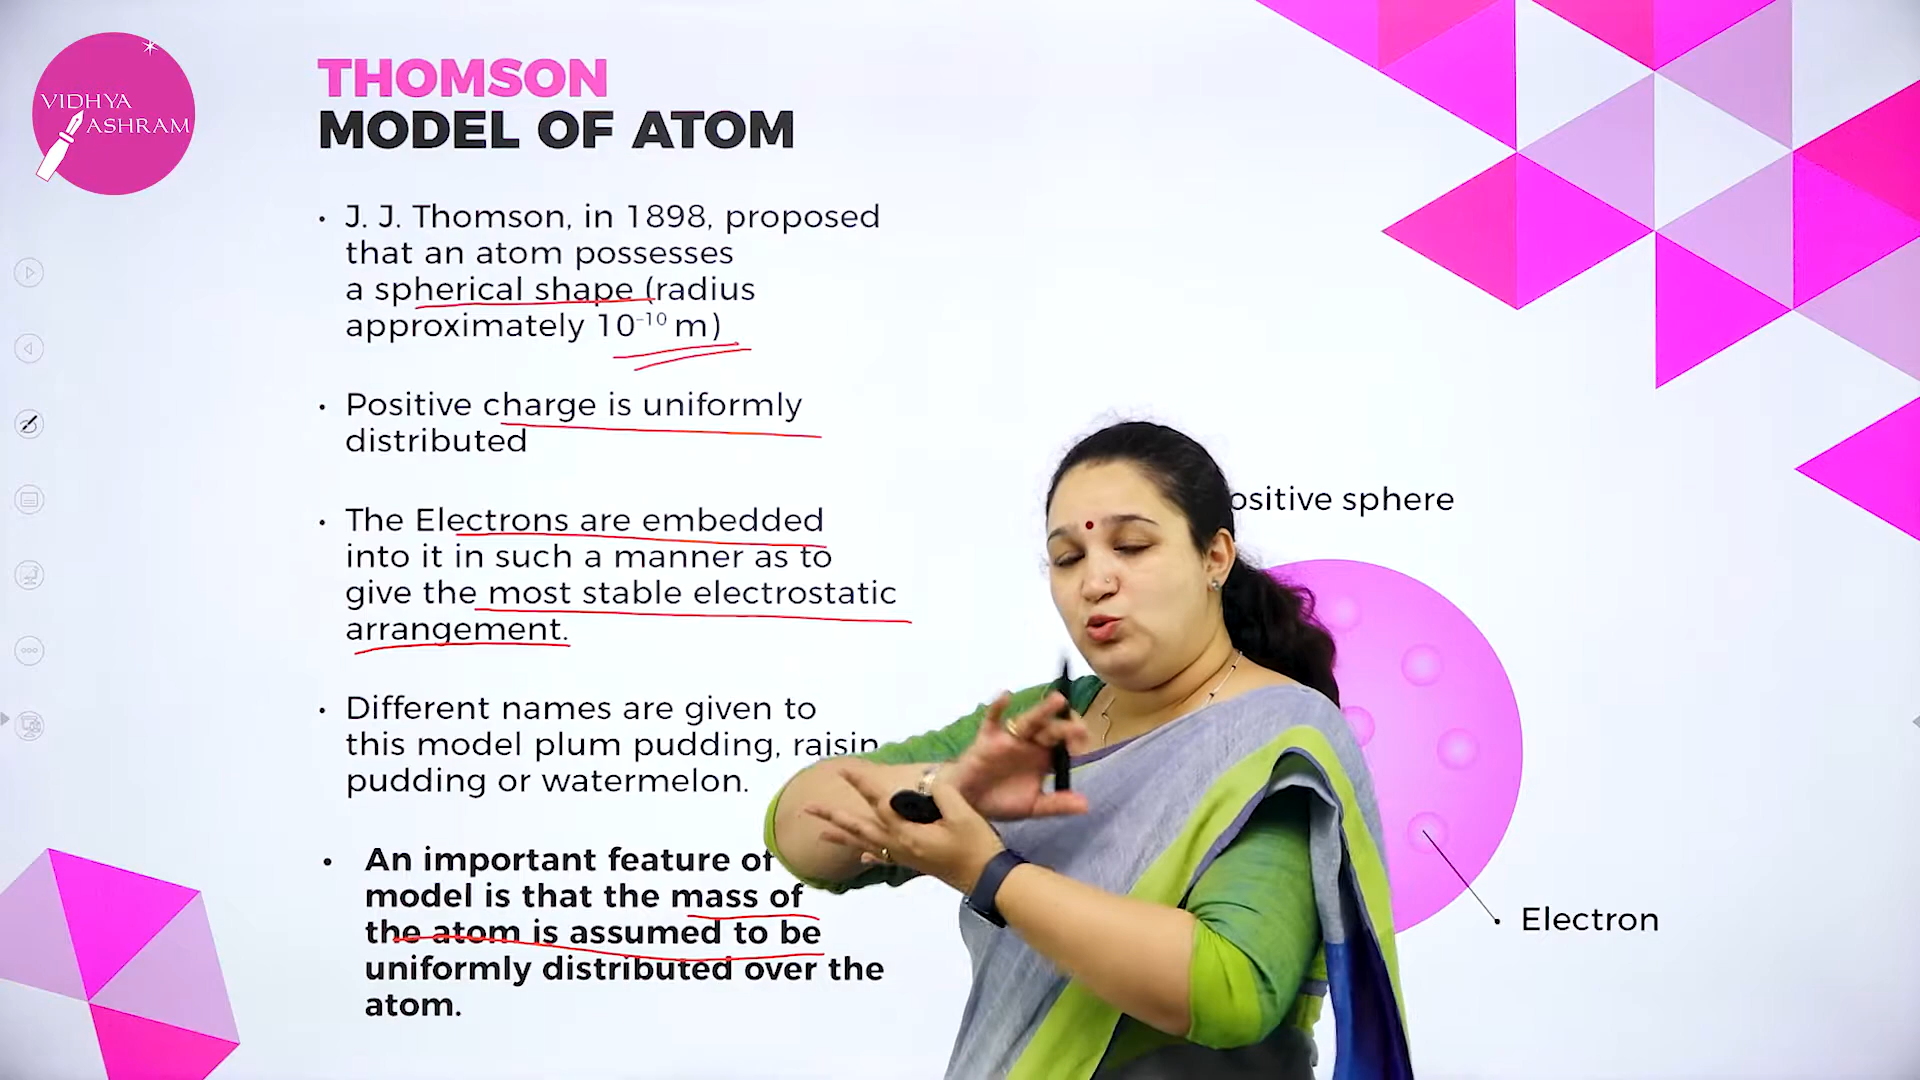 VIDHYA
ASHRAM
THOMSON
MODEL OF ATOM
• J. J. Thomson, in 1898, proposed
that an atom possesses
a spherical shape (radius
approximately 10⁻¹⁰ m)
• Positive charge is uniformly
distributed
• The Electrons are embedded
into it in such a manner as to
give the most stable electrostatic
arrangement.
• Different names are given to
this model plum pudding, raisin
pudding or watermelon.
• An important feature of
model is that the mass of
the atom is assumed to be
uniformly distributed over the
atom.
ositive sphere
Electron